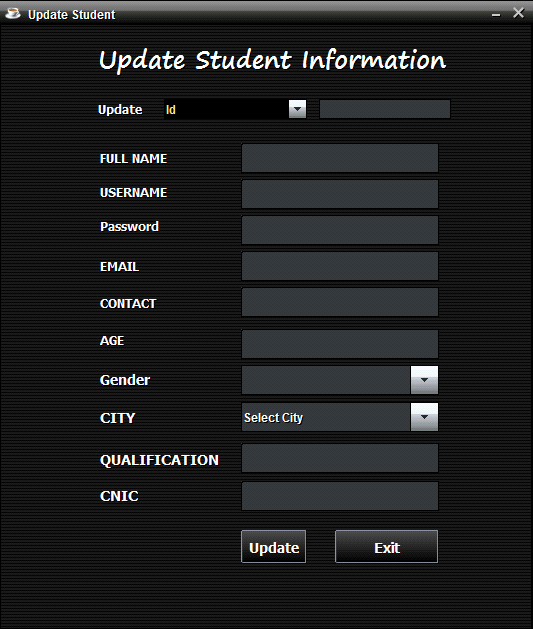 Update Student
Update Student Information
Update Id
FULL NAME
USERNAME
Password
EMAIL
CONTACT
AGE
Gender
CITY Select City
QUALIFICATION
CNIC
Update Exit